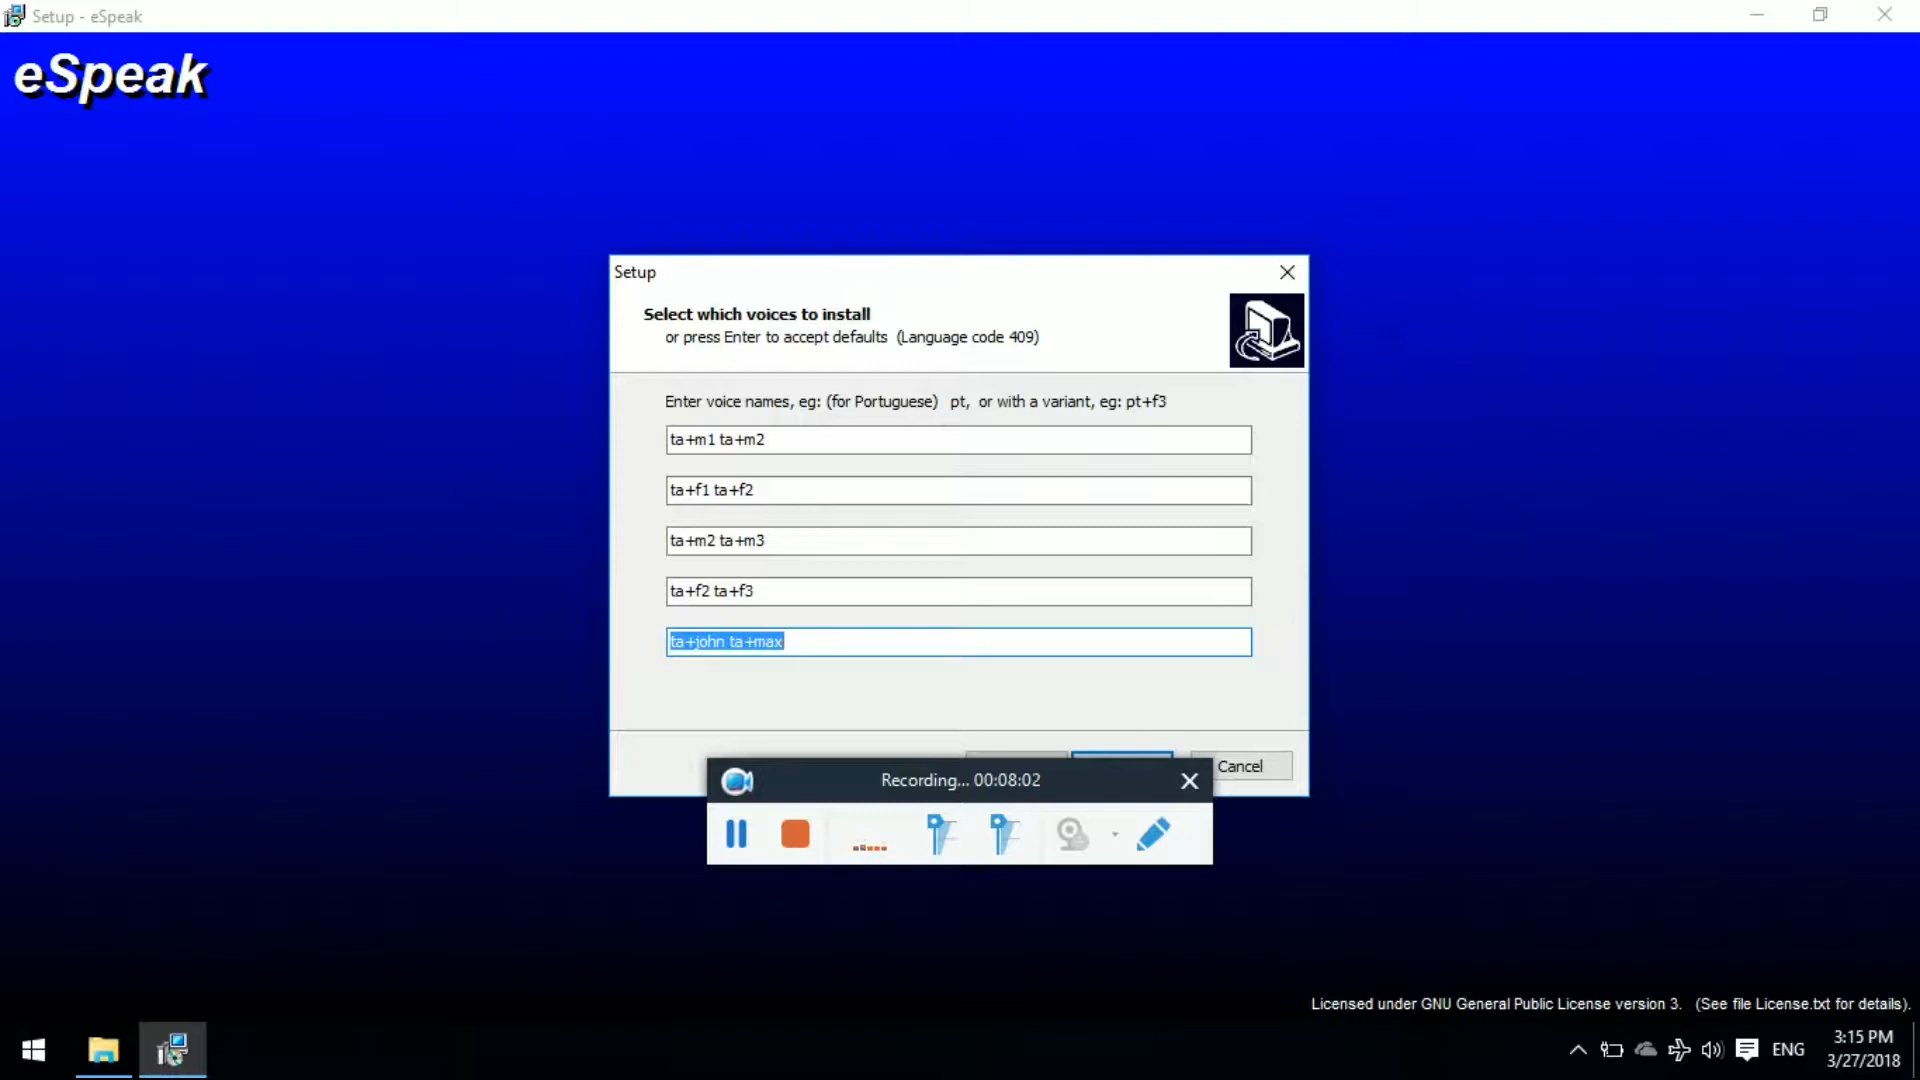 Setup - eSpeak
eSpeak
Setup
Select which voices to install
or press Enter to accept defaults (Language code 409)
Enter voice names, eg: (for Portuguese) pt, or with a variant, eg: pt+f3
ta+m1 ta+m2
ta+f1 ta+f2
ta+m2 ta+m3
ta+f2 ta+f3
ta+john ta+max
Cancel
Recording... 00:08:02
Licensed under GNU General Public License version 3. (See file License.txt for details).
ENG
3:15 PM
3/27/2018